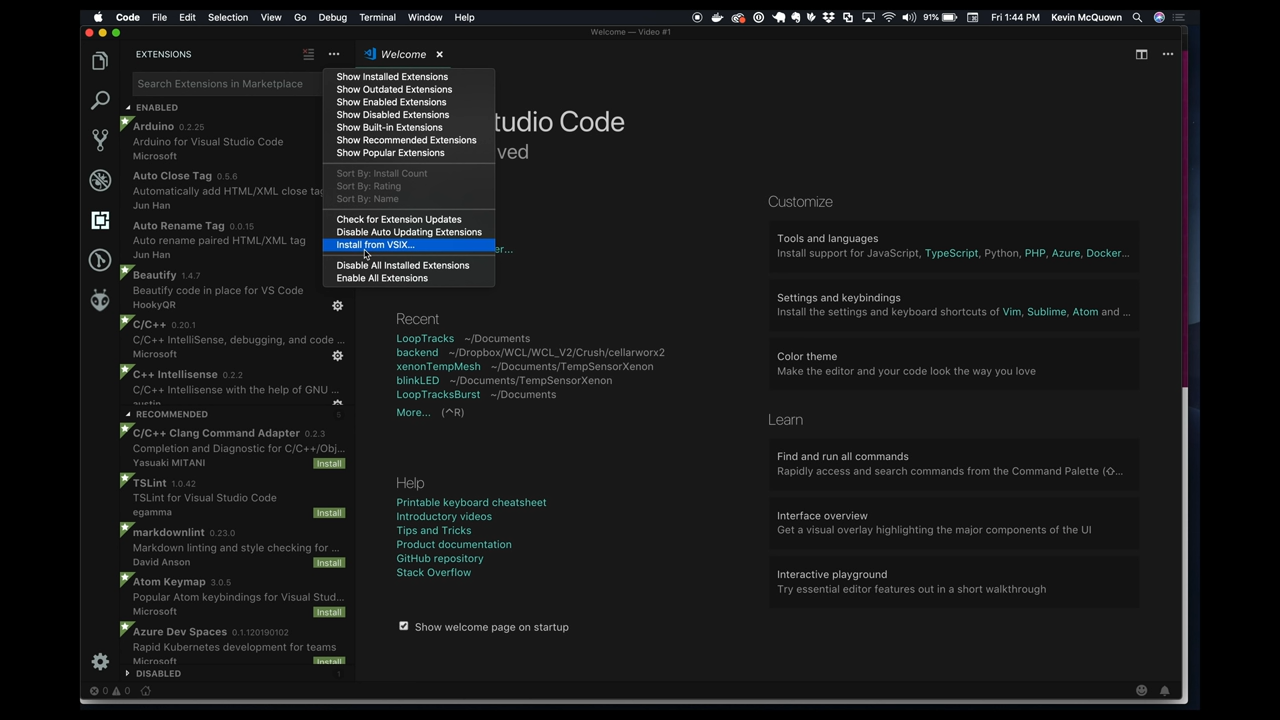 Code File Edit Selection View Go Debug Terminal Window Help
91% Fri 1:44 PM Kevin McQuown
Welcome — Video #1
EXTENSIONS
Search Extensions in Marketplace
ENABLED
Arduino 0.2.25
Arduino for Visual Studio Code
Microsoft
Auto Close Tag 0.5.6
Automatically add HTML/XML close tag
Jun Han
Auto Rename Tag 0.0.15
Auto rename paired HTML/XML tag
Jun Han
Beautify 1.4.7
Beautify code in place for VS Code
HookyQR
C/C++ 0.20.1
C/C++ IntelliSense, debugging, and code ...
Microsoft
C++ Intellisense 0.2.2
C/C++ Intellisense with the help of GNU ...
austin
RECOMMENDED 5
C/C++ Clang Command Adapter 0.2.3
Completion and Diagnostic for C/C++/Obj...
Yasuaki MITANI Install
TSLint 1.0.42
TSLint for Visual Studio Code
egamma Install
markdownlint 0.23.0
Markdown linting and style checking for ...
David Anson Install
Atom Keymap 3.0.5
Popular Atom keybindings for Visual Stud...
Microsoft Install
Azure Dev Spaces 0.1.120190102
Rapid Kubernetes development for teams
Microsoft Install
DISABLED 1
0 0
Welcome
Show Installed Extensions
Show Outdated Extensions
Show Enabled Extensions
Show Disabled Extensions
Show Built-in Extensions
Show Recommended Extensions
Show Popular Extensions
Sort By: Install Count
Sort By: Rating
Sort By: Name
Check for Extension Updates
Disable Auto Updating Extensions
Install from VSIX...
Disable All Installed Extensions
Enable All Extensions
tudio Code
ved
er...
Recent
LoopTracks ~/Documents
backend ~/Dropbox/WCL/WCL_V2/Crush/cellarworx2
xenonTempMesh ~/Documents/TempSensorXenon
blinkLED ~/Documents/TempSensorXenon
LoopTracksBurst ~/Documents
More... (^R)
Help
Printable keyboard cheatsheet
Introductory videos
Tips and Tricks
Product documentation
GitHub repository
Stack Overflow
Show welcome page on startup
Customize
Tools and languages
Install support for JavaScript, TypeScript, Python, PHP, Azure, Docker...
Settings and keybindings
Install the settings and keyboard shortcuts of Vim, Sublime, Atom and ...
Color theme
Make the editor and your code look the way you love
Learn
Find and run all commands
Rapidly access and search commands from the Command Palette (⇧...
Interface overview
Get a visual overlay highlighting the major components of the UI
Interactive playground
Try essential editor features out in a short walkthrough